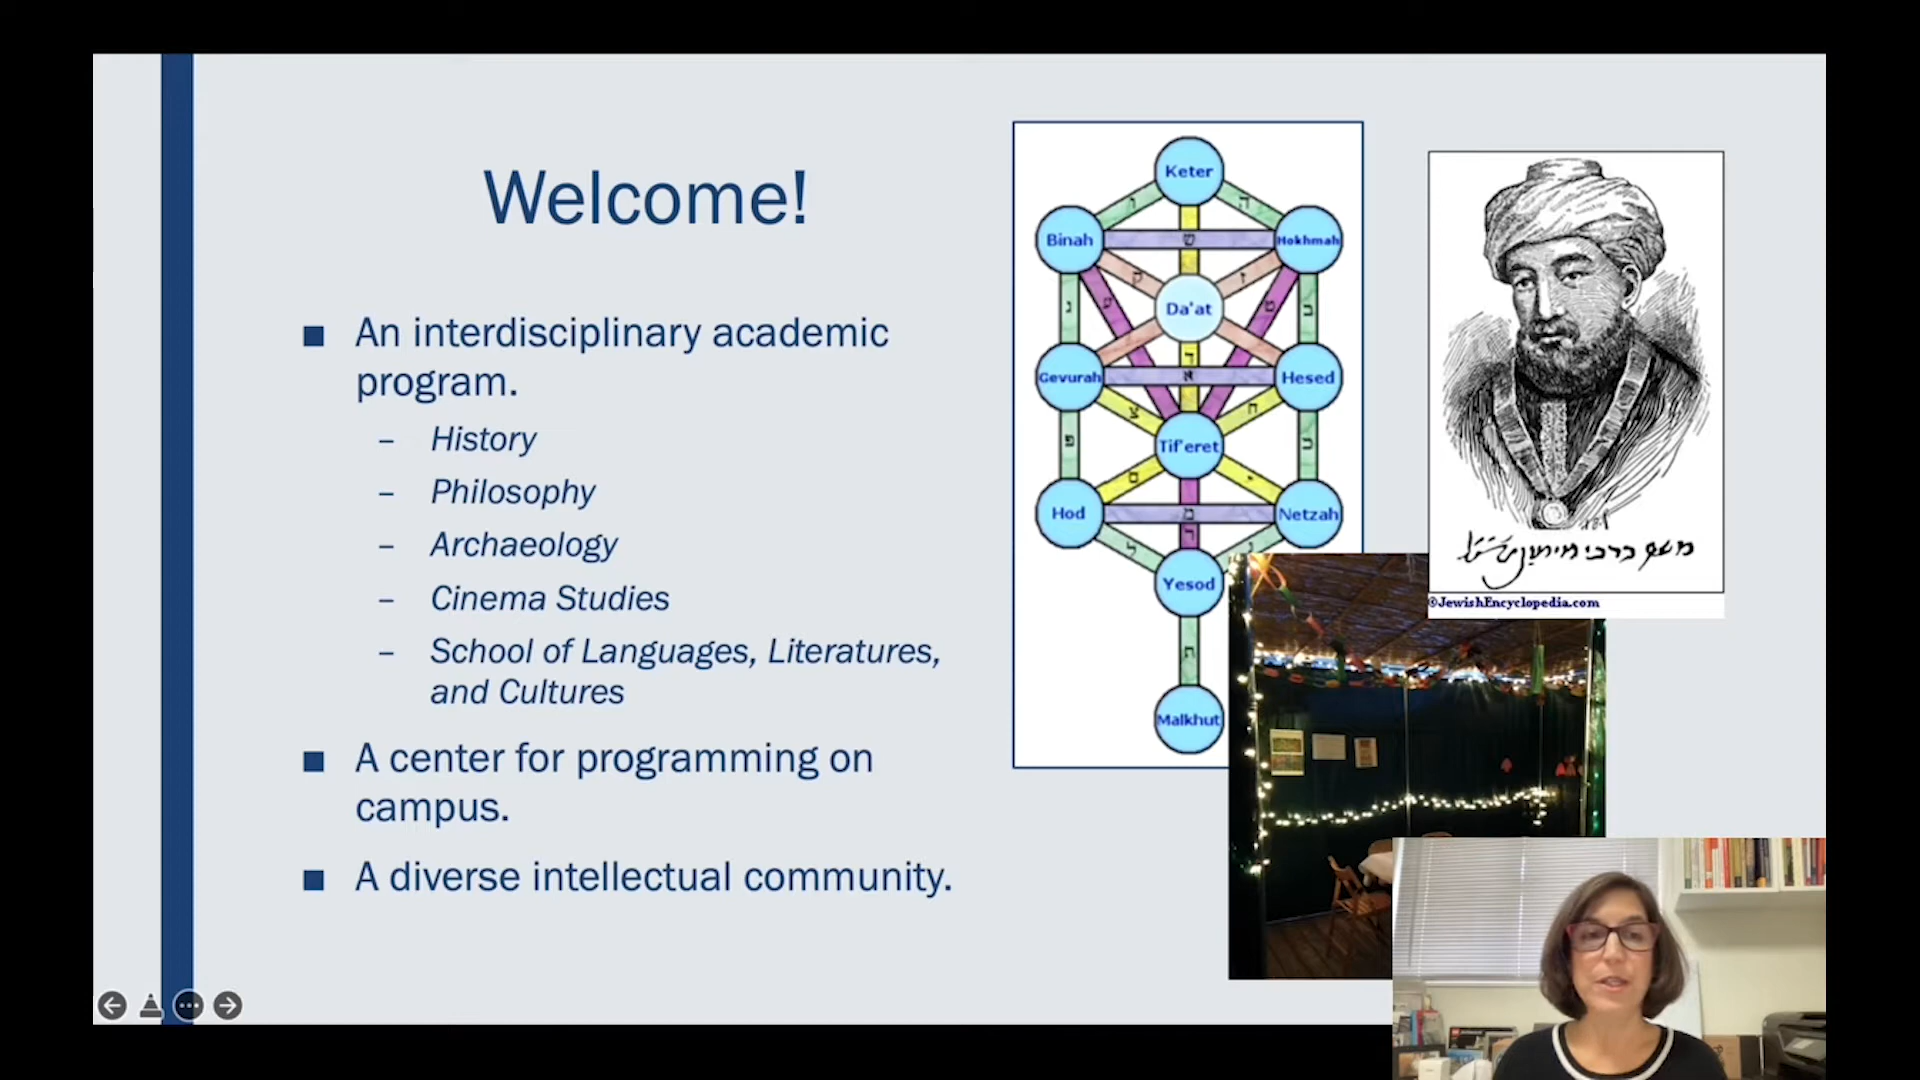 Welcome!
■ An interdisciplinary academic
program.
– History
– Philosophy
– Archaeology
– Cinema Studies
– School of Languages, Literatures,
and Cultures
■ A center for programming on
campus.
■ A diverse intellectual community.
Keter
ו ה
Binah ש Hokhmah
ק ז
Da'at
ד
Gevurah א Hesed
צ ח
Tif'eret
ס י
Hod מ Netzah
ל
Yesod
ת
Malkhut
©JewishEncyclopedia.com